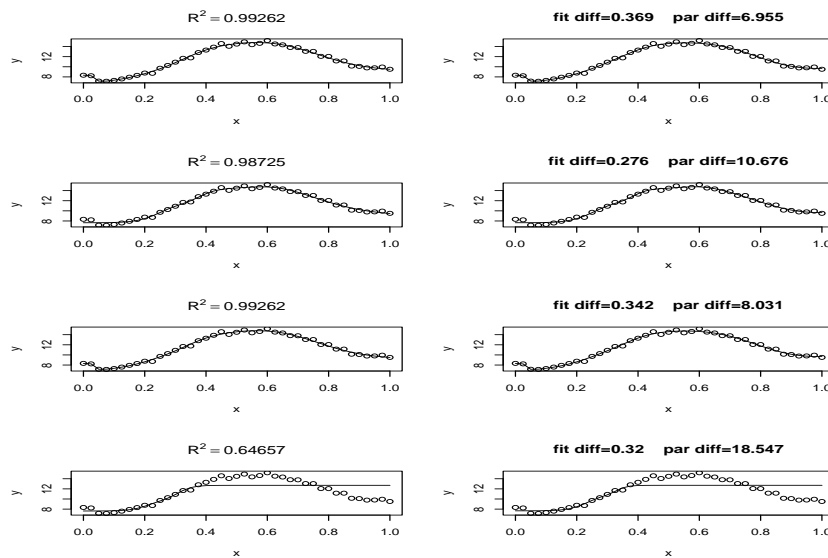 R² = 0.99262
fit diff=0.369 par diff=6.955
y
12
8
0.0 0.2 0.4 0.6 0.8 1.0
x
y
12
8
0.0 0.2 0.4 0.6 0.8 1.0
x
R² = 0.98725
fit diff=0.276 par diff=10.676
y
12
8
0.0 0.2 0.4 0.6 0.8 1.0
x
y
12
8
0.0 0.2 0.4 0.6 0.8 1.0
x
R² = 0.99262
fit diff=0.342 par diff=8.031
y
12
8
0.0 0.2 0.4 0.6 0.8 1.0
x
y
12
8
0.0 0.2 0.4 0.6 0.8 1.0
x
R² = 0.64657
fit diff=0.32 par diff=18.547
y
12
8
0.0 0.2 0.4 0.6 0.8 1.0
x
y
12
8
0.0 0.2 0.4 0.6 0.8 1.0
x